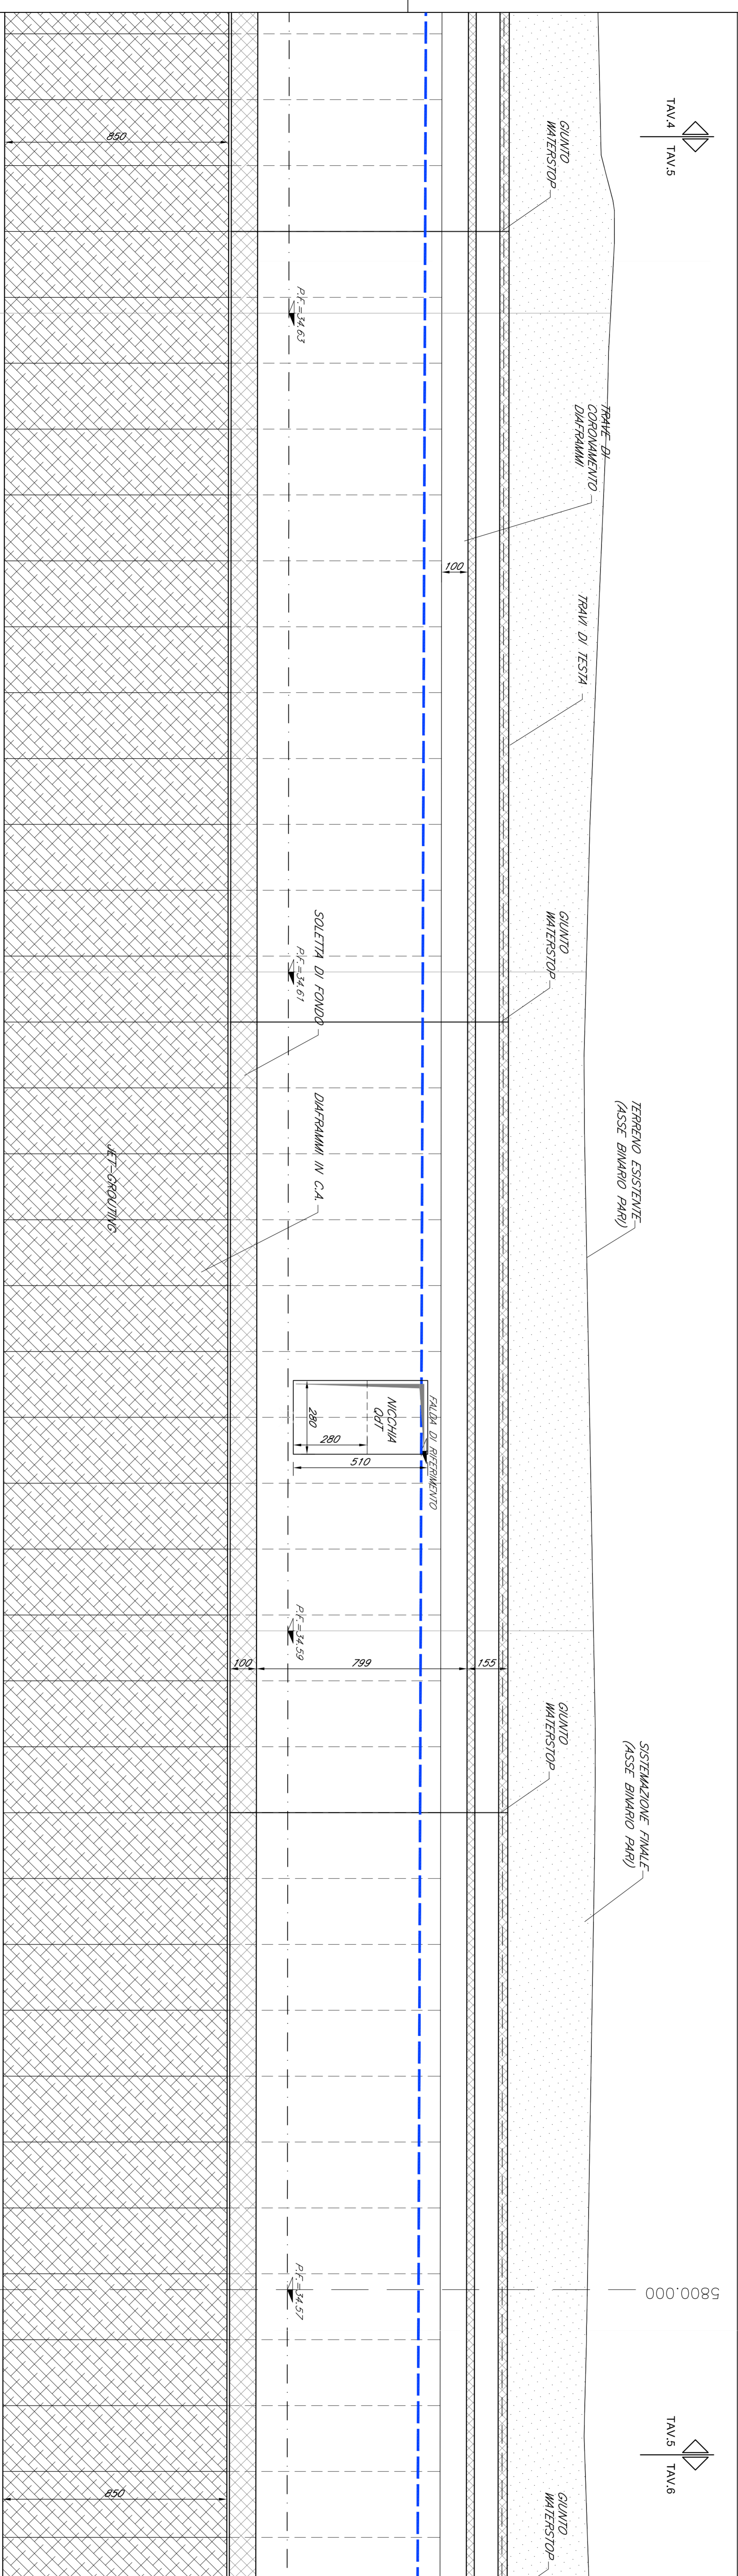 TAV.4
TAV.5
850
GIUNTO
WATERSTOP
P.F.=34.63
TRAVE DI
CORONAMENTO
DIAFRAMMI
100
TRAVI DI TESTA
SOLETTA DI FONDO
P.F.=34.61
GIUNTO
WATERSTOP
DIAFRAMMI IN C.A.
JET-GROUTING
TERRENO ESISTENTE
(ASSE BINARIO PARI)
FALDA DI RIFERIMENTO
NICCHIA
QdT
280
280
510
P.F.=34.59
100
799
155
GIUNTO
WATERSTOP
SISTEMAZIONE FINALE
(ASSE BINARIO PARI)
P.F.=34.57
5800.000
TAV.5
TAV.6
850
GIUNTO
WATERSTOP